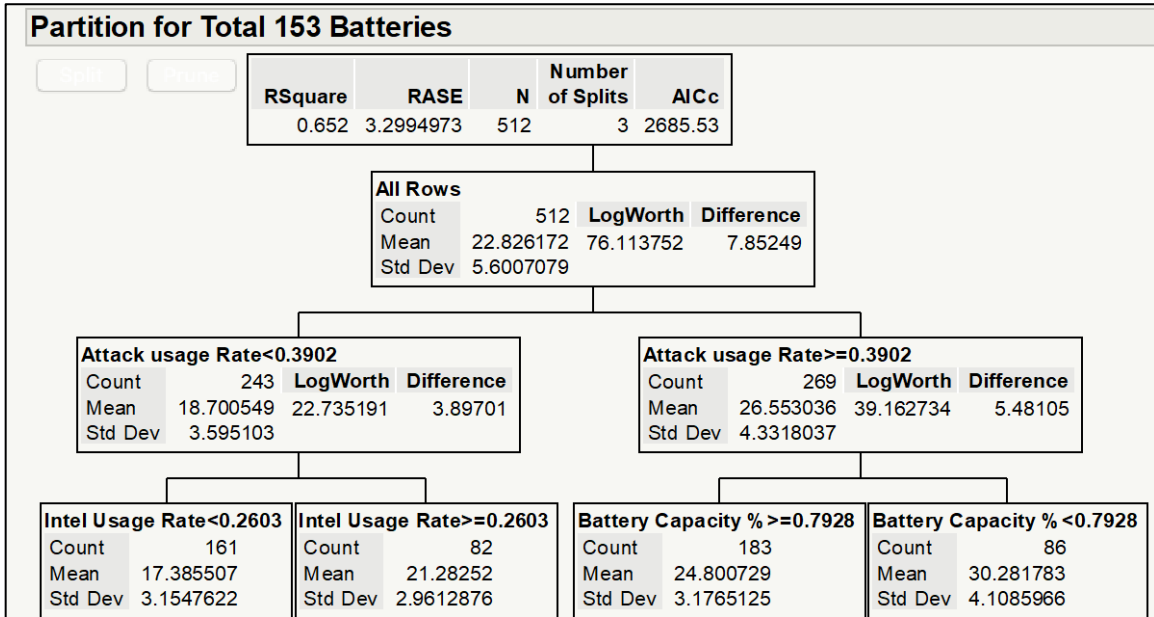 Partition for Total 153 Batteries
Split Prune
RSquare RASE N Number of Splits AICc
0.652 3.2994973 512 3 2685.53
All Rows
Count 512 LogWorth Difference
Mean 22.826172 76.113752 7.85249
Std Dev 5.6007079
Attack usage Rate<0.3902
Count 243 LogWorth Difference
Mean 18.700549 22.735191 3.89701
Std Dev 3.595103
Attack usage Rate>=0.3902
Count 269 LogWorth Difference
Mean 26.553036 39.162734 5.48105
Std Dev 4.3318037
Intel Usage Rate<0.2603
Count 161
Mean 17.385507
Std Dev 3.1547622
Intel Usage Rate>=0.2603
Count 82
Mean 21.28252
Std Dev 2.9612876
Battery Capacity %>=0.7928
Count 183
Mean 24.800729
Std Dev 3.1765125
Battery Capacity %<0.7928
Count 86
Mean 30.281783
Std Dev 4.1085966